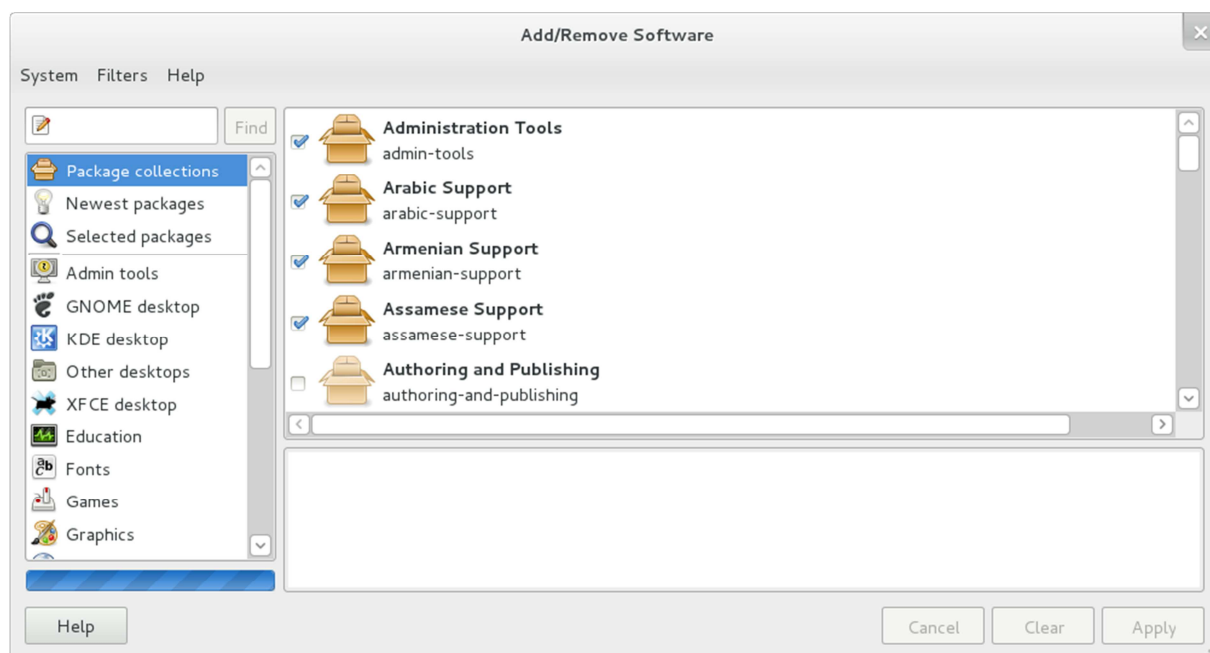 Add/Remove Software
System Filters Help
Find
Package collections
Newest packages
Selected packages
Admin tools
GNOME desktop
KDE desktop
Other desktops
XFCE desktop
Education
Fonts
Games
Graphics
Administration Tools
admin-tools
Arabic Support
arabic-support
Armenian Support
armenian-support
Assamese Support
assamese-support
Authoring and Publishing
authoring-and-publishing
Help
Cancel Clear Apply